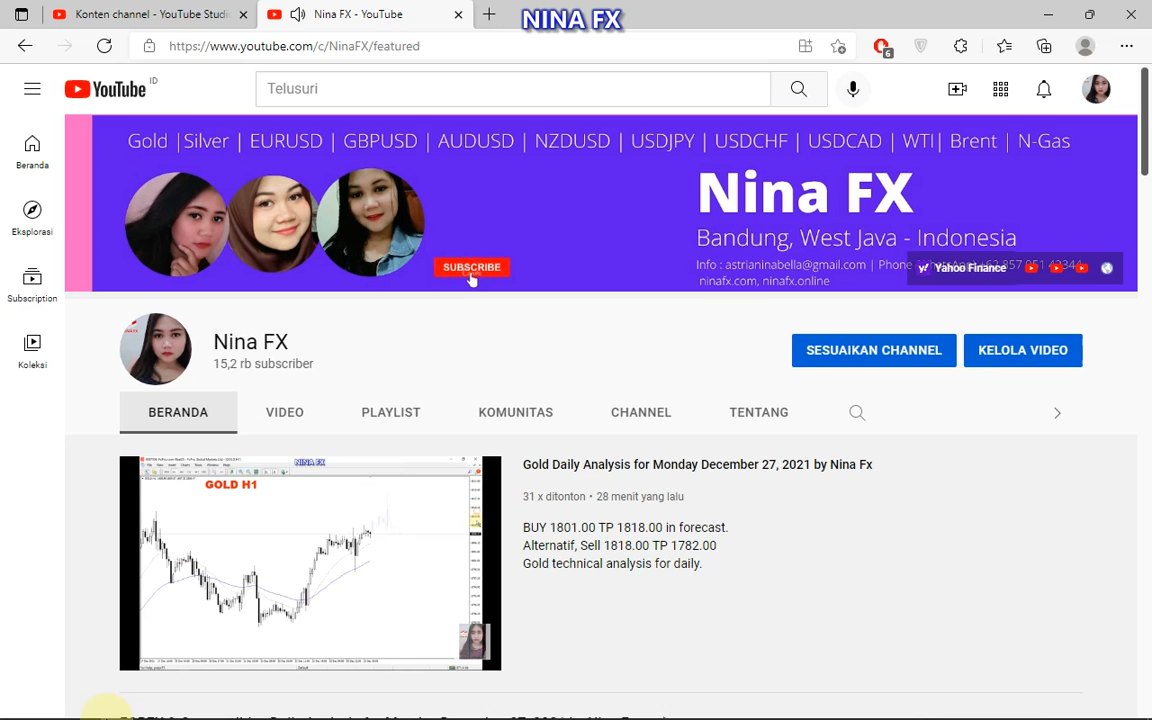 Konten channel - YouTube Studi
Nina FX - YouTube
NINA FX
https://www.youtube.com/c/NinaFX/featured
6
YouTube ID
Telusuri
Beranda
Eksplorasi
Subscription
Koleksi
Gold |Silver | EURUSD | GBPUSD | AUDUSD | NZDUSD | USDJPY | USDCHF | USDCAD | WTI| Brent | N-Gas
Nina FX
Bandung, West Java - Indonesia
Info : astrianinabella@gmail.com | Phone
ninafx.com, ninafx.online
Yahoo Finance
SUBSCRIBE
Nina FX
15,2 rb subscriber
SESUAIKAN CHANNEL
KELOLA VIDEO
BERANDA VIDEO PLAYLIST KOMUNITAS CHANNEL TENTANG
NINA FX
GOLD H1
Gold Daily Analysis for Monday December 27, 2021 by Nina Fx
31 x ditonton • 28 menit yang lalu
BUY 1801.00 TP 1818.00 in forecast.
Alternatif, Sell 1818.00 TP 1782.00
Gold technical analysis for daily.